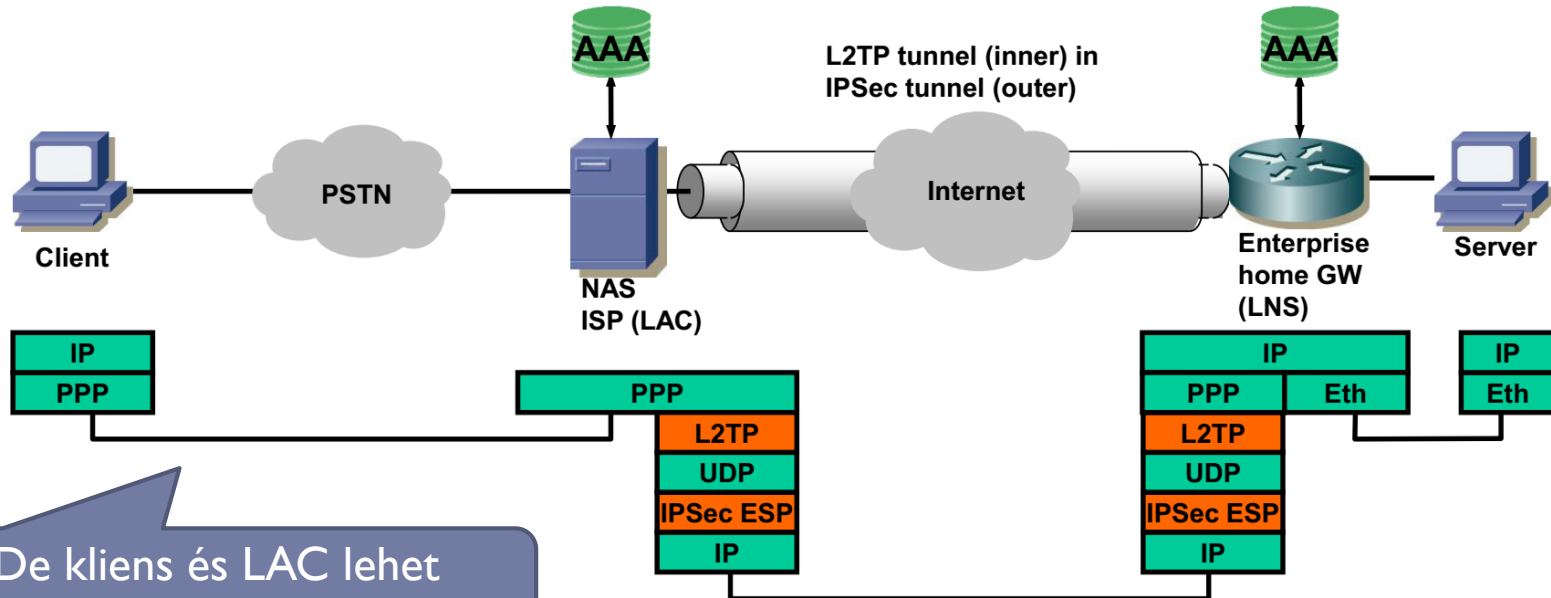 AAA
AAA
L2TP tunnel (inner) in
IPSec tunnel (outer)
PSTN
Internet
Client
NAS
ISP (LAC)
Enterprise
home GW
(LNS)
Server
IP
PPP
PPP
L2TP
UDP
IPSec ESP
IP
IP
PPP
Eth
L2TP
UDP
IPSec ESP
IP
IP
Eth
De kliens és LAC lehet